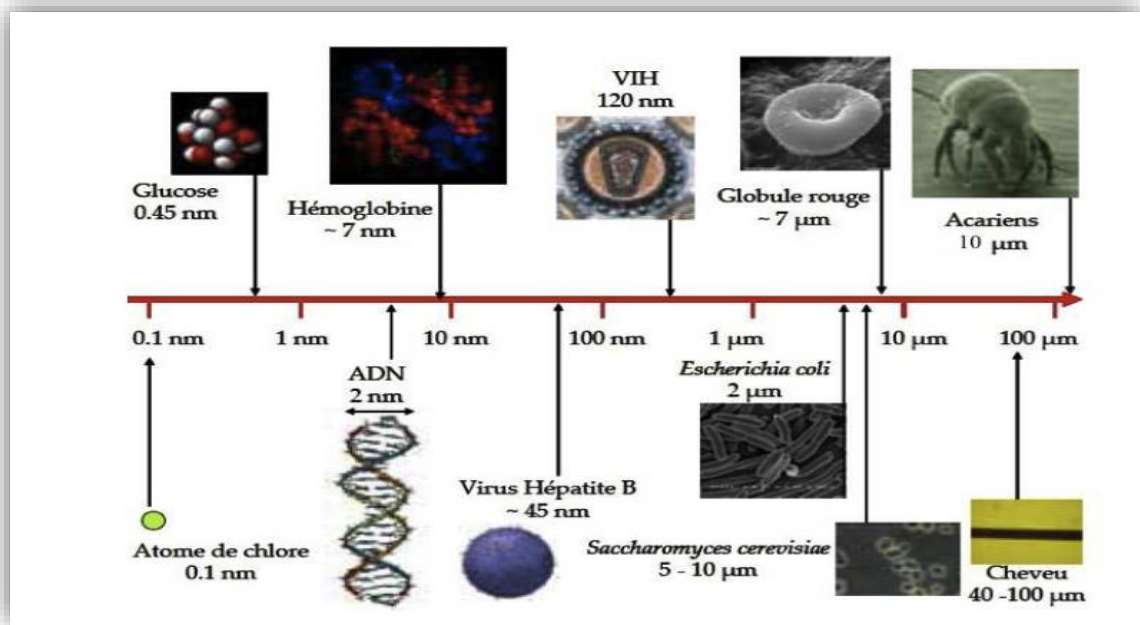 VIH
120 nm
Glucose
0.45 nm
Hémoglobine
~ 7 nm
Globule rouge
~ 7 µm
Acariens
10 µm
0.1 nm
1 nm
10 nm
100 nm
1 µm
10 µm
100 µm
ADN
2 nm
Escherichia coli
2 µm
Virus Hépatite B
~ 45 nm
Atome de chlore
0.1 nm
Saccharomyces cerevisiae
5 - 10 µm
Cheveu
40 -100 µm